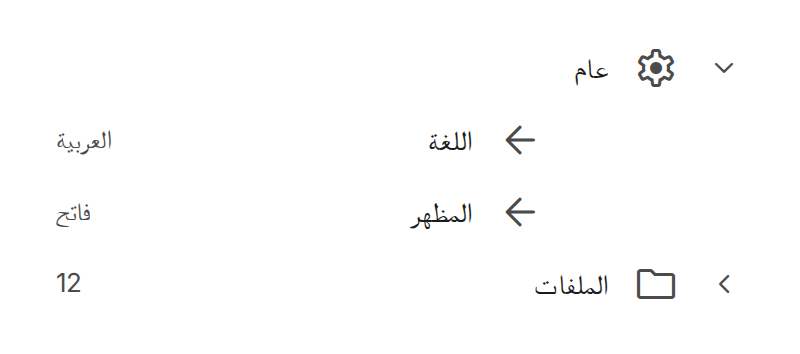 عام
اللغة العربية
المظهر فاتح
الملفات 12